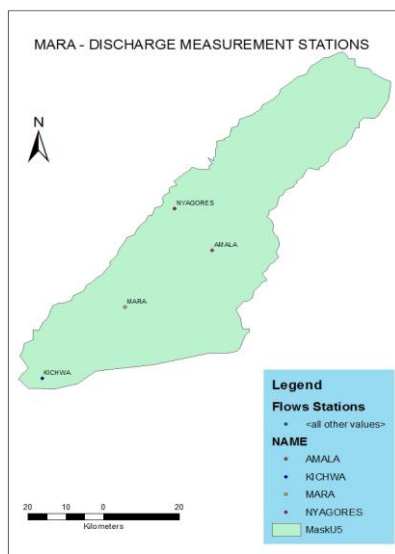 MARA - DISCHARGE MEASUREMENT STATIONS
N
NYAGORES
AMALA
MARA
KICHWA
Legend
Flows Stations
<all other values>
NAME
AMALA
KICHWA
MARA
NYAGORES
MaskU5
20 10 0 20
Kilometers